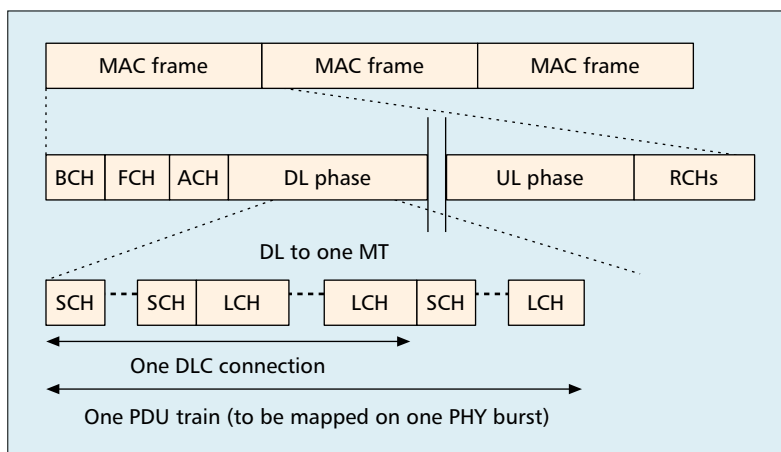 MAC frame MAC frame MAC frame
BCH FCH ACH DL phase UL phase RCHs
DL to one MT
SCH SCH LCH LCH SCH LCH
One DLC connection
One PDU train (to be mapped on one PHY burst)